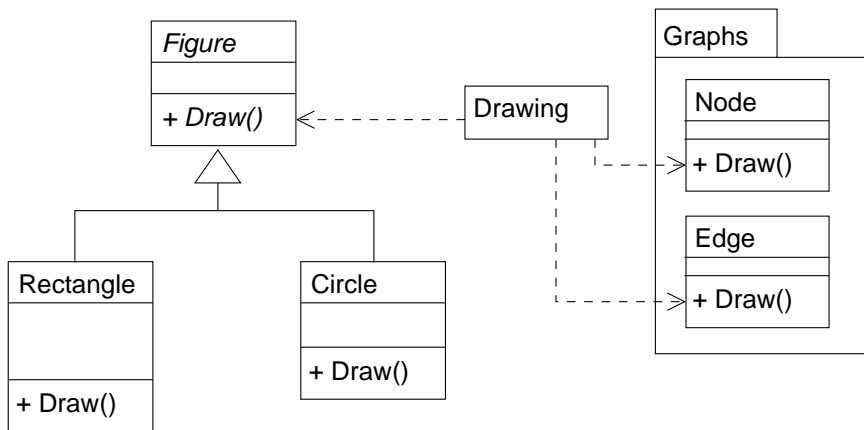 Figure
+ Draw()
Drawing
Graphs
Node
+ Draw()
Edge
+ Draw()
Rectangle
+ Draw()
Circle
+ Draw()